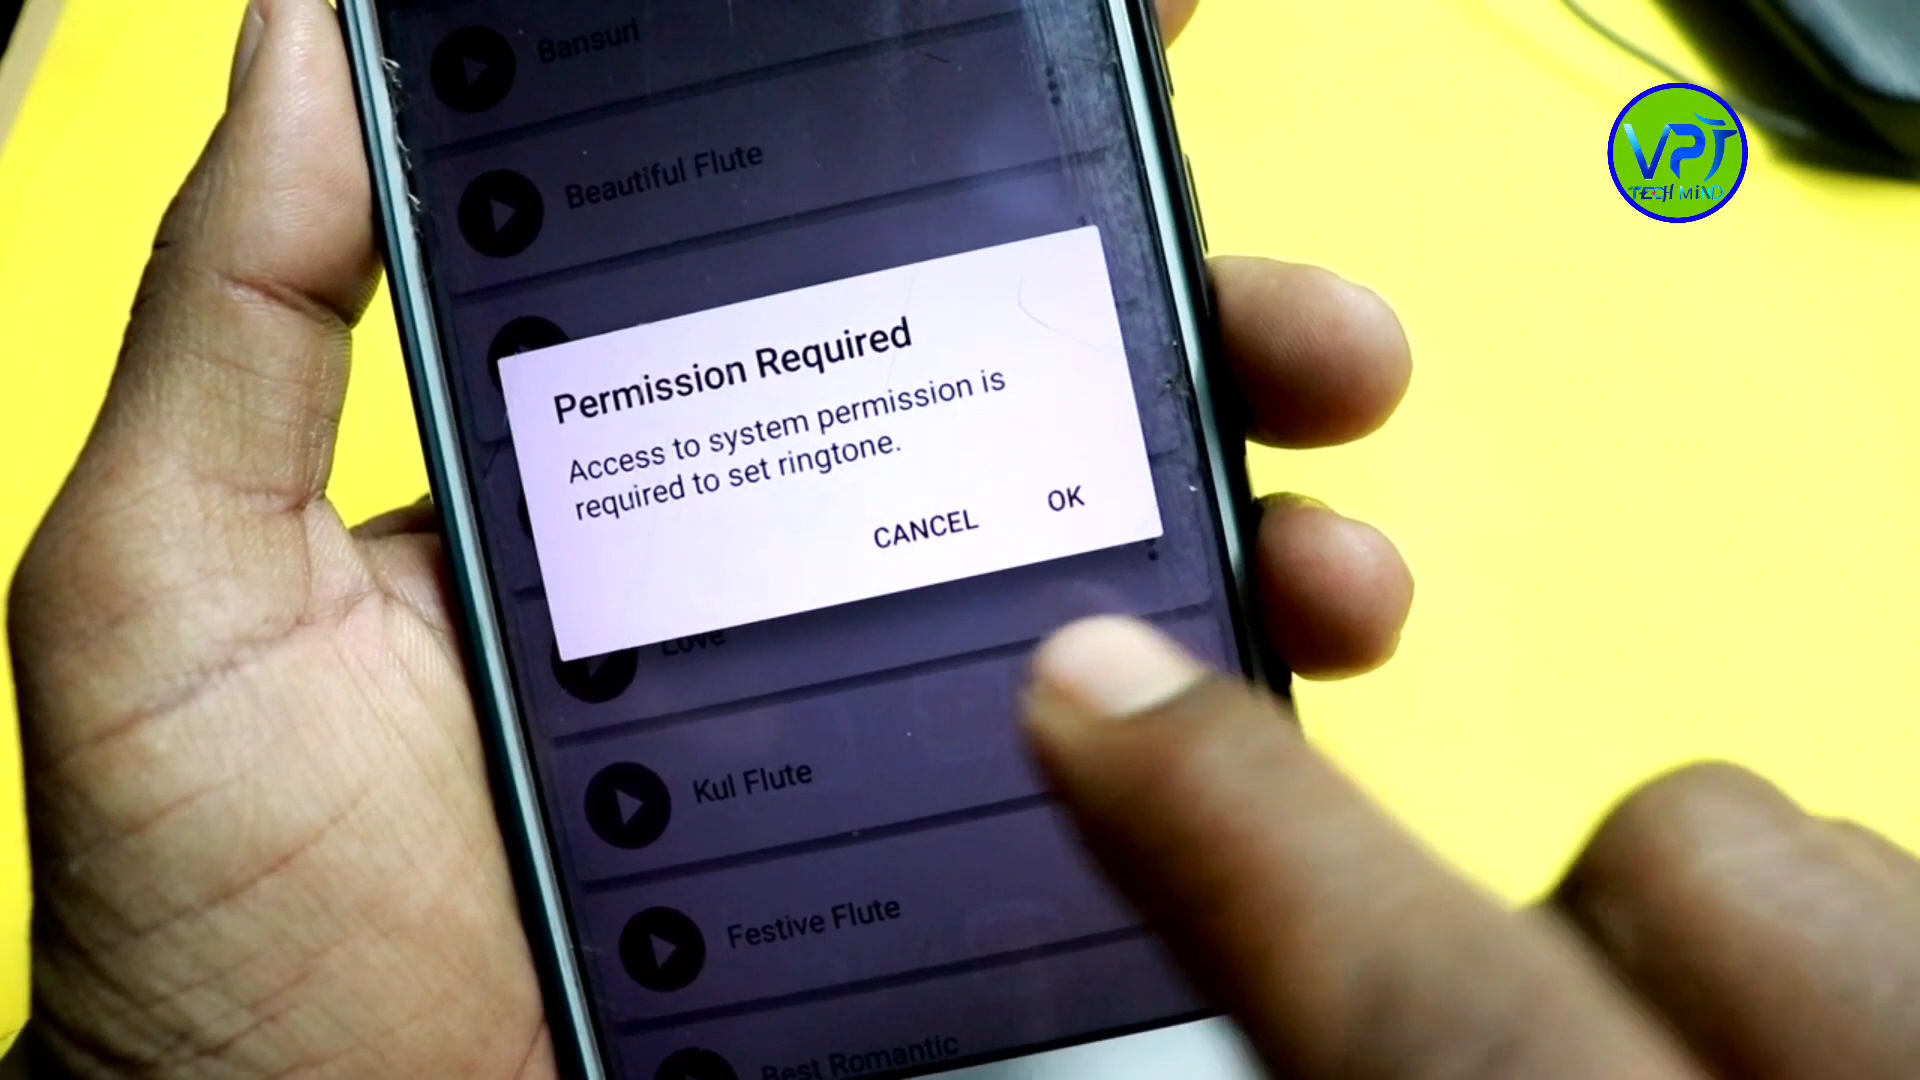 Bansuri
Beautiful Flute
VPT
TECH MIND
Permission Required
Access to system permission is
required to set ringtone.
CANCEL OK
Love
Kul Flute
Festive Flute
Best Romantic